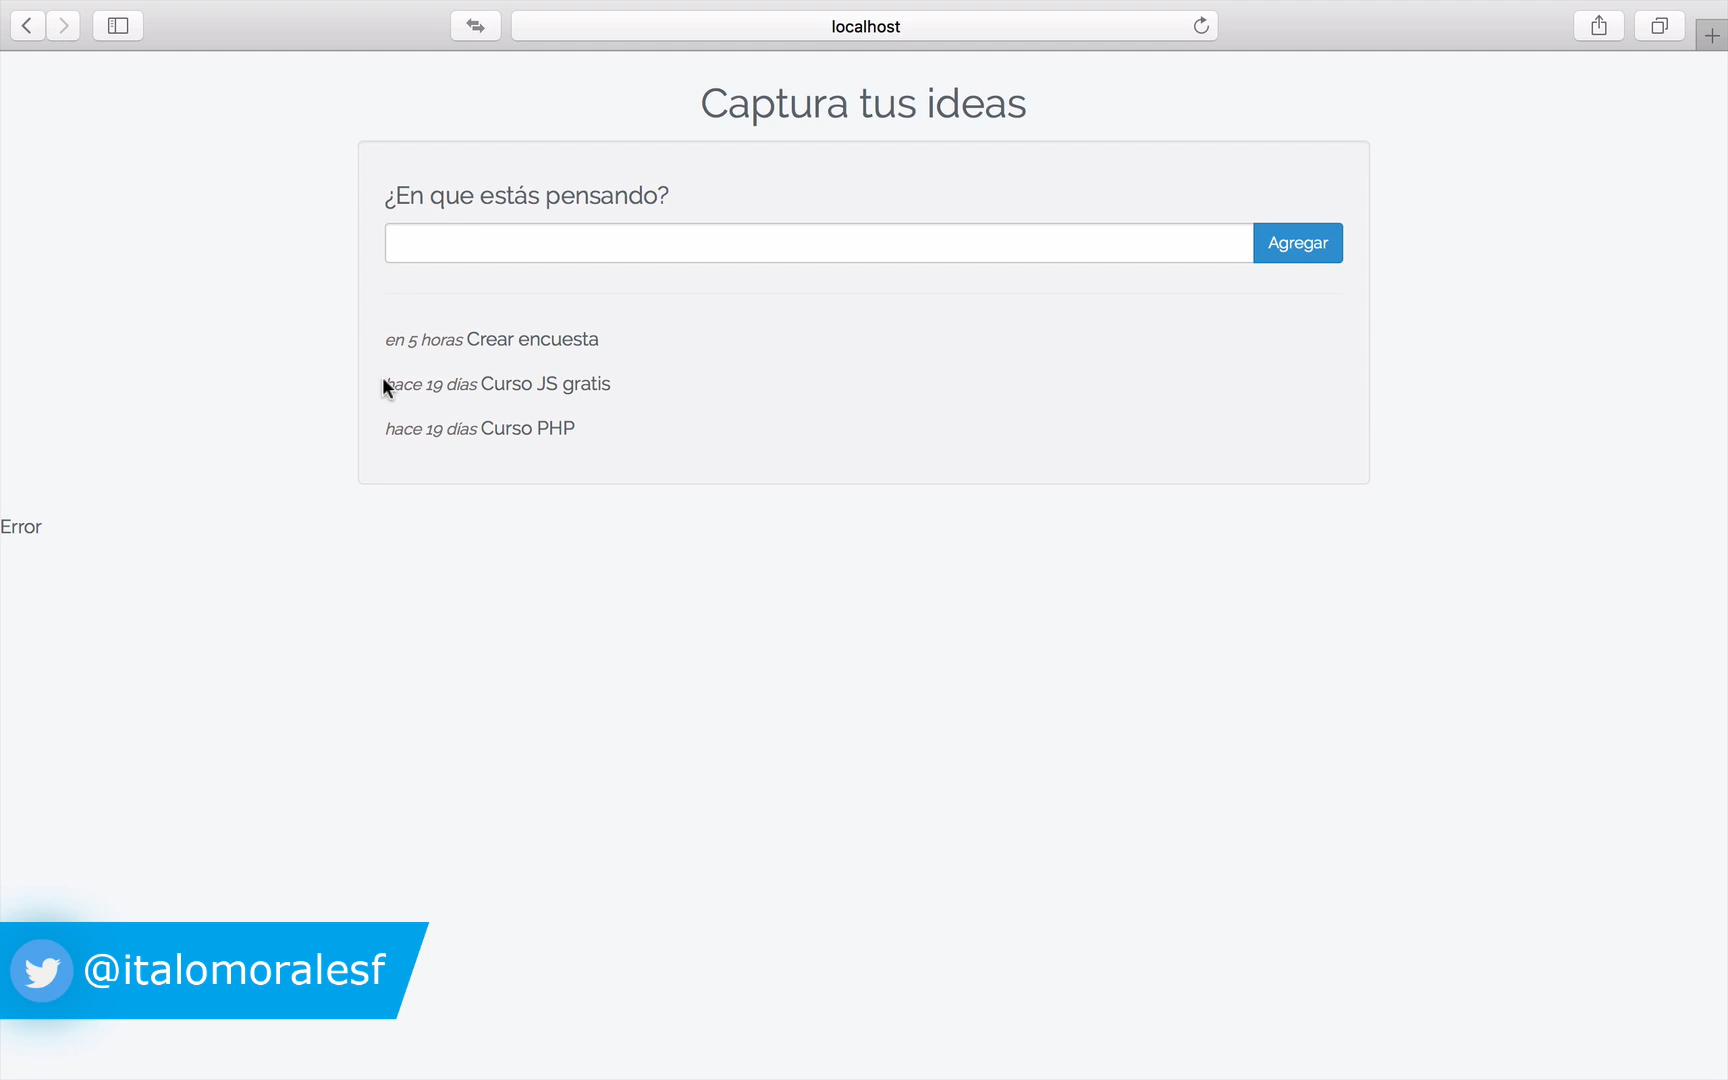 localhost
Captura tus ideas
¿En que estás pensando?
Agregar
en 5 horas Crear encuesta
hace 19 días Curso JS gratis
hace 19 días Curso PHP
Error
@italomoralesf